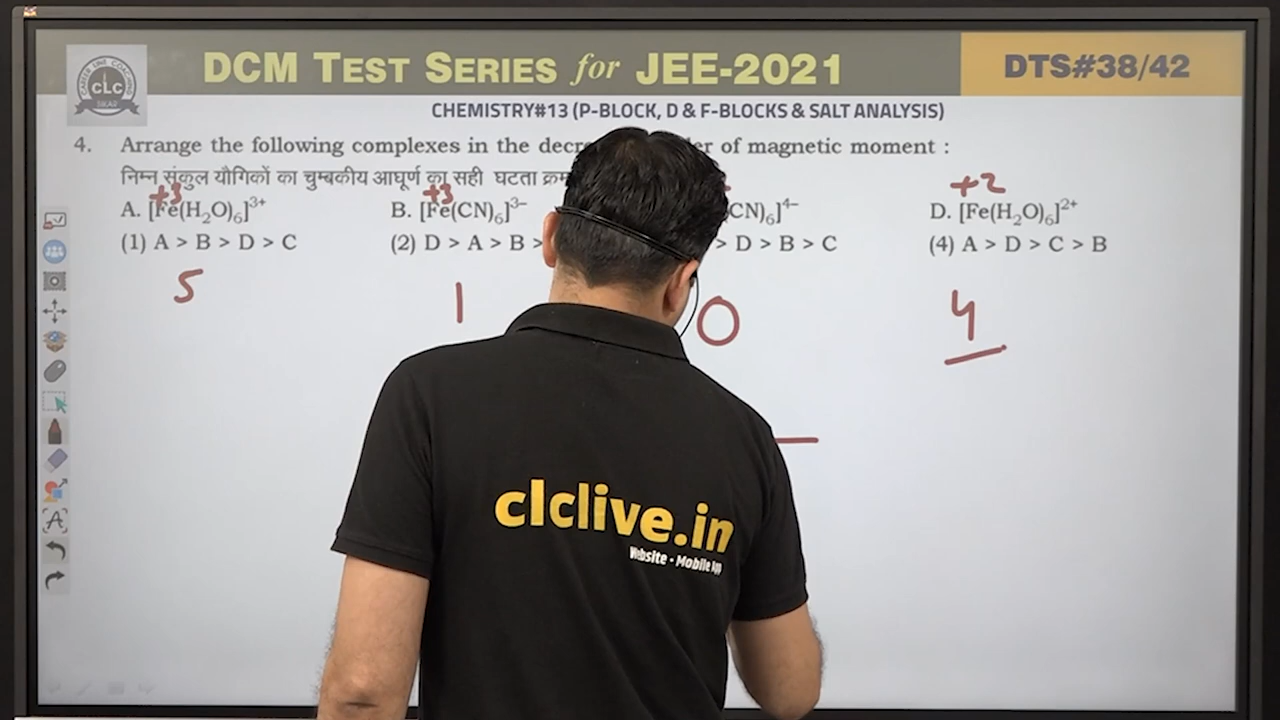 DCM TEST SERIES for JEE-2021
DTS#38/42
CLC
SIKAR
CHEMISTRY#13 (P-BLOCK, D & F-BLOCKS & SALT ANALYSIS)
4. Arrange the following complexes in the of magnetic moment :
निम्न संकुल यौगिकों का चुम्बकीय आघूर्ण का सही घटता
+3 +3 +2
A. [Fe(H₂O)₆]³⁺ B. [Fe(CN)₆]³⁻ CN)₆]⁴⁻ D. [Fe(H₂O)₆]²⁺
(1) A > B > D > C (2) D > A > B > > D > B > C (4) A > D > C > B
5 1 0 4
clclive.in
Website • Mobile App